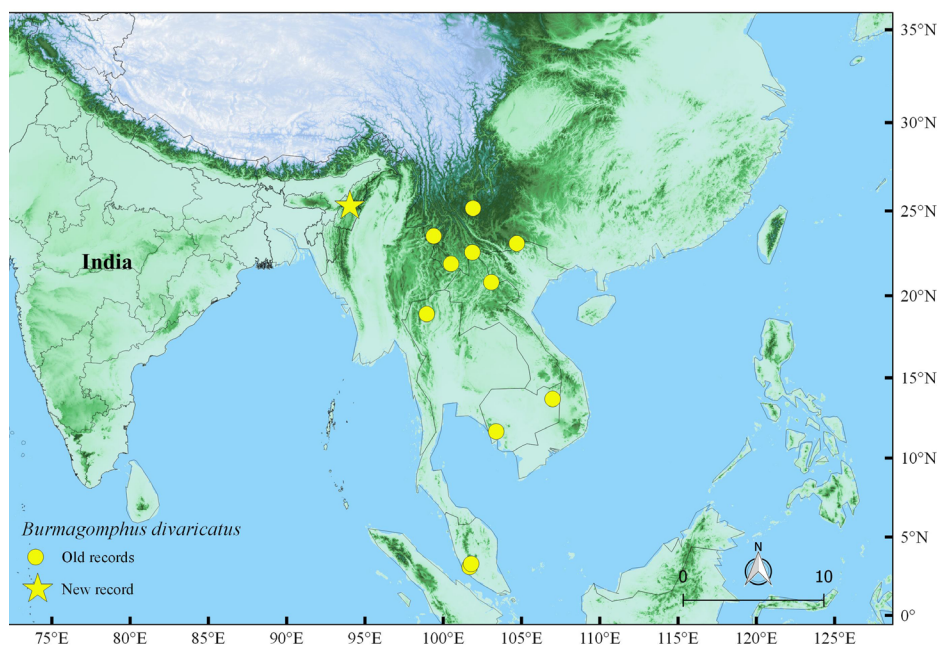 35°N
30°N
25°N
India
20°N
15°N
10°N
Burmagomphus divaricatus
Old records
5°N
N
New record
0
10
0°
75°E 80°E 85°E 90°E 95°E 100°E 105°E 110°E 115°E 120°E 125°E